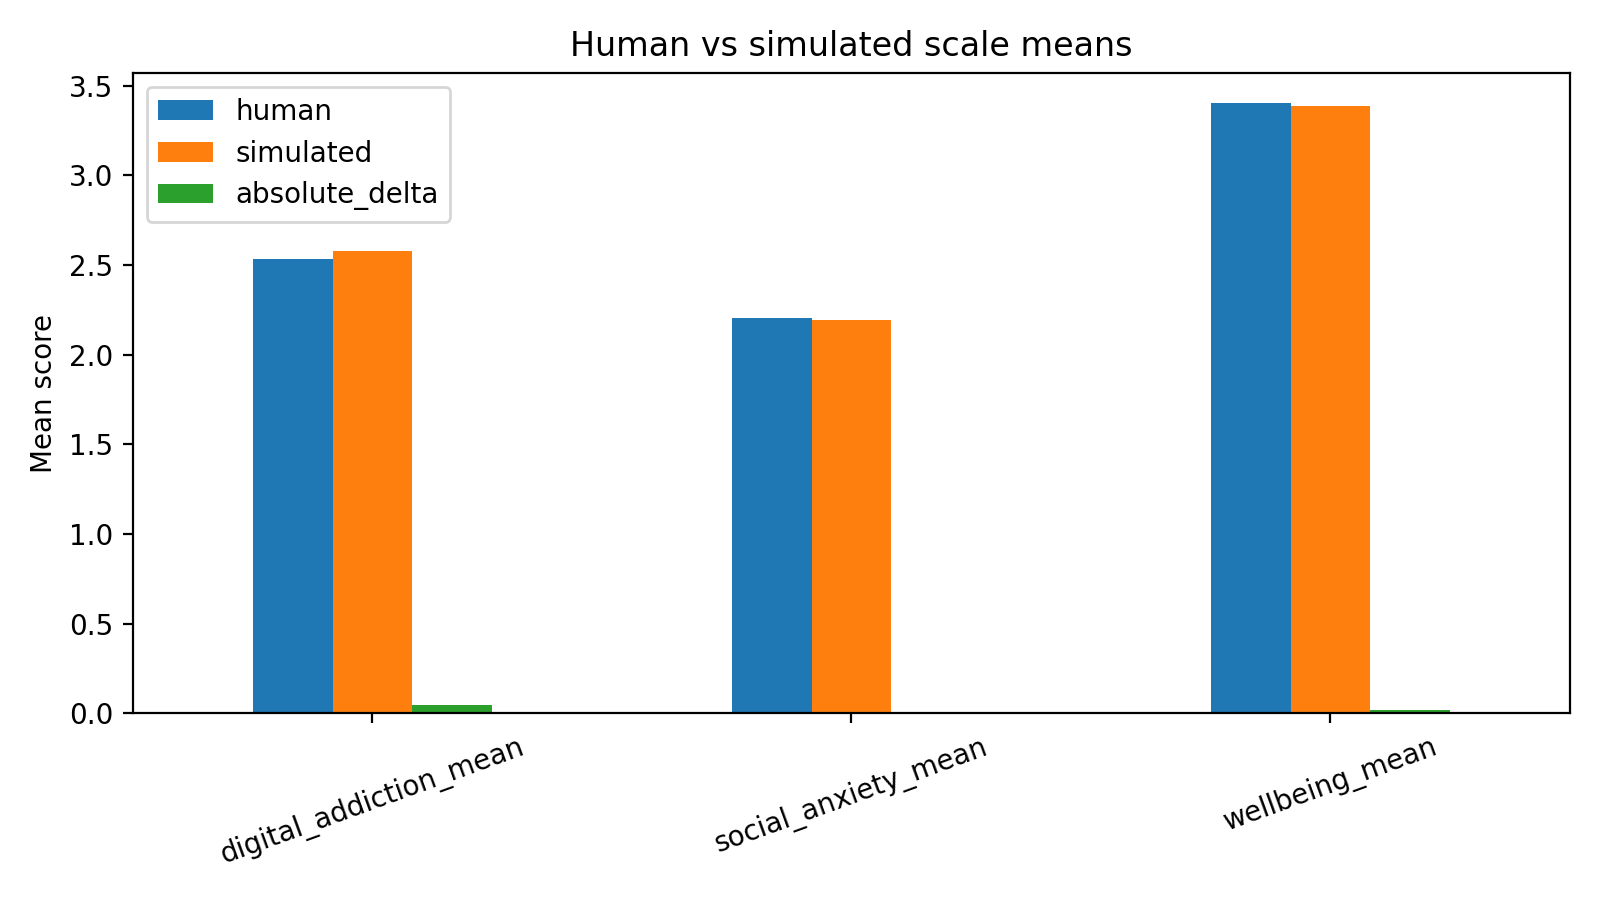 Human vs simulated scale means
human
simulated
absolute_delta
Mean score
3.5
3.0
2.5
2.0
1.5
1.0
0.5
0.0
digital_addiction_mean
social_anxiety_mean
wellbeing_mean